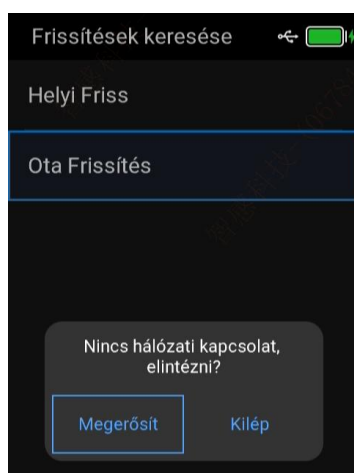 Frissítések keresése
Helyi Friss
Ota Frissítés
Nincs hálózati kapcsolat,
elintézni?
Megerősít
Kilép